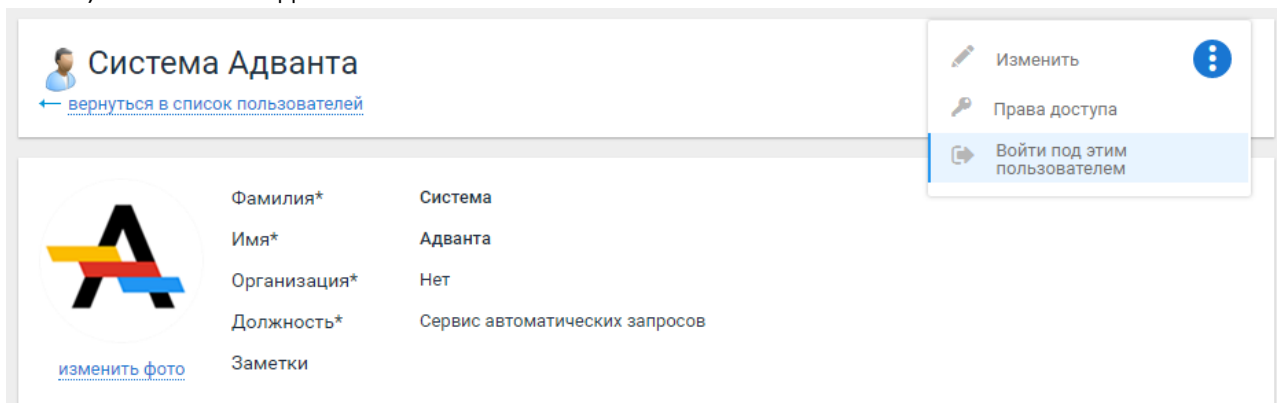 Система Адванта
← вернуться в список пользователей
Изменить
Права доступа
Войти под этим
пользователем
Фамилия* Система
Имя* Адванта
Организация* Нет
Должность* Сервис автоматических запросов
Заметки
изменить фото